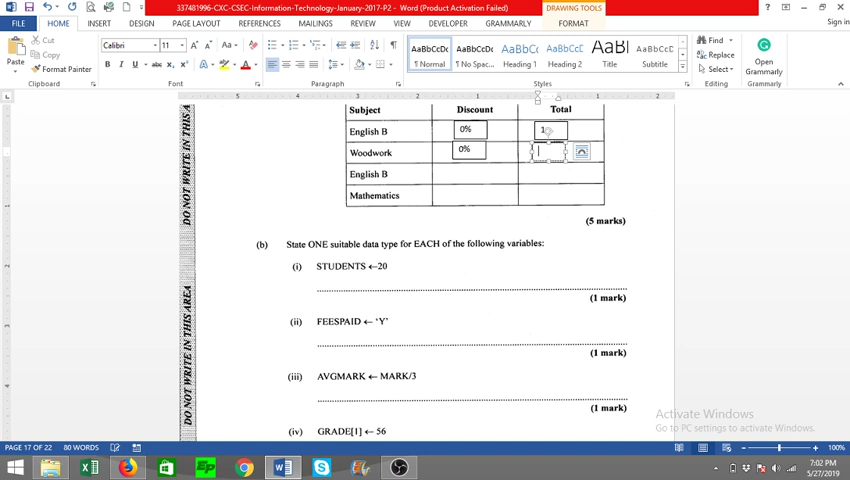 337481996-CXC-CSEC-Information-Technology-January-2017-P2 - Word (Product Activation Failed)
DRAWING TOOLS
FILE HOME INSERT DESIGN PAGE LAYOUT REFERENCES MAILINGS REVIEW VIEW DEVELOPER GRAMMARLY FORMAT
Sign in
Paste
Cut
Copy
Format Painter
Calibri 11
AaBbCcDc AaBbCcDc AaBbCc AaBbCcD AaBl AaBbCcD
¶ Normal ¶ No Spac... Heading 1 Heading 2 Title Subtitle
Find
Replace
Select
Open Grammarly
Clipboard Font Paragraph Styles Editing Grammarly
Subject Discount Total
English B 0% 1
Woodwork 0%
English B
Mathematics
(5 marks)
(b) State ONE suitable data type for EACH of the following variables:
(i) STUDENTS ←20
(1 mark)
(ii) FEESPAID ← ‘Y’
(1 mark)
(iii) AVGMARK ← MARK/3
(1 mark)
(iv) GRADE[1] ← 56
DO NOT WRITE IN THIS A
DO NOT WRITE IN THIS AREA
Activate Windows
Go to PC settings to activate Windows.
PAGE 17 OF 22 80 WORDS
100%
7:02 PM
5/27/2019